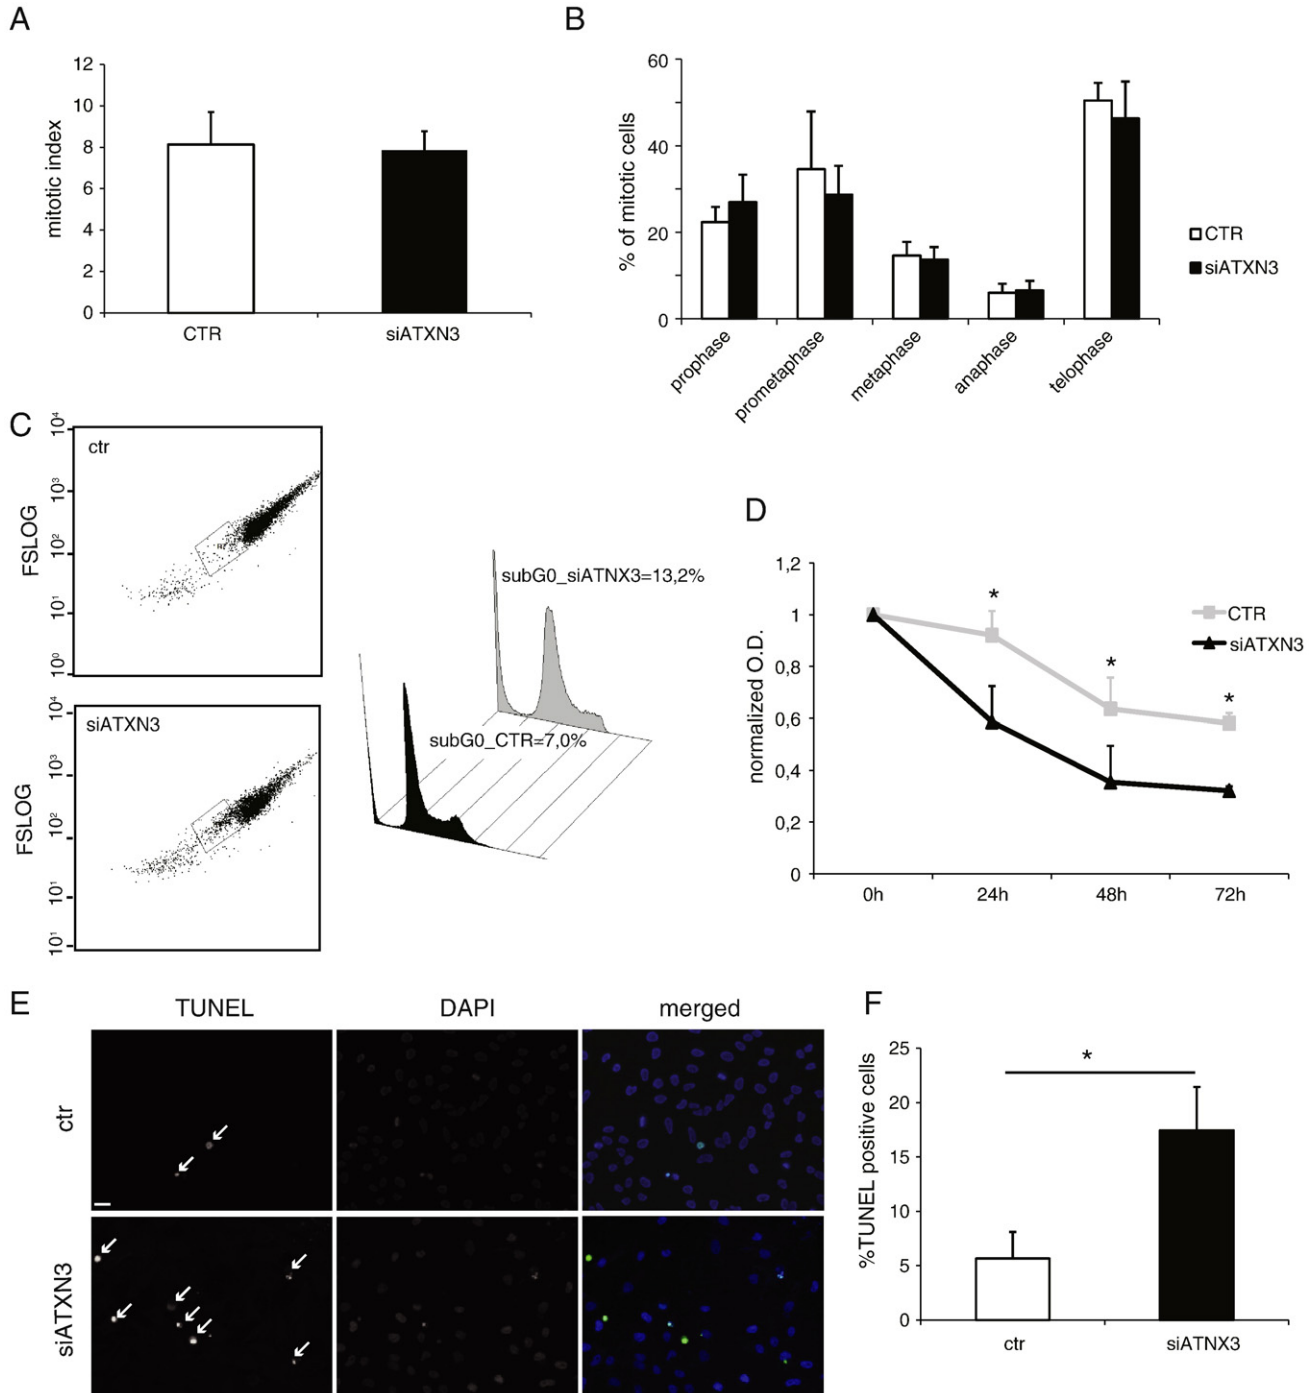 A
12
10
8
6
4
2
0
mitotic index
CTR
siATXN3
B
60
40
20
0
% of mitotic cells
prophase
prometaphase
metaphase
anaphase
telophase
CTR
siATXN3
C
ctr
FSLOG
10⁴
10³
10²
10¹
10⁰
siATXN3
FSLOG
10⁴
10³
10²
10¹
10¹
subG0_siATNX3=13,2%
subG0_CTR=7,0%
D
1,2
1
0,8
0,6
0,4
0,2
0
normalized O.D.
*
*
*
0h
24h
48h
72h
CTR
siATXN3
E
TUNEL
DAPI
merged
ctr
siATXN3
F
25
20
15
10
5
0
%TUNEL positive cells
*
ctr
siATNX3